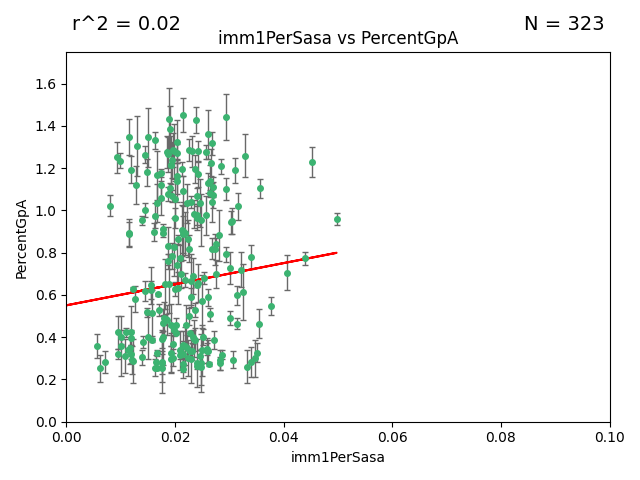 r^2 = 0.02
N = 323
imm1PerSasa vs PercentGpA
PercentGpA
1.6
1.4
1.2
1.0
0.8
0.6
0.4
0.2
0.0
0.00 0.02 0.04 0.06 0.08 0.10
imm1PerSasa